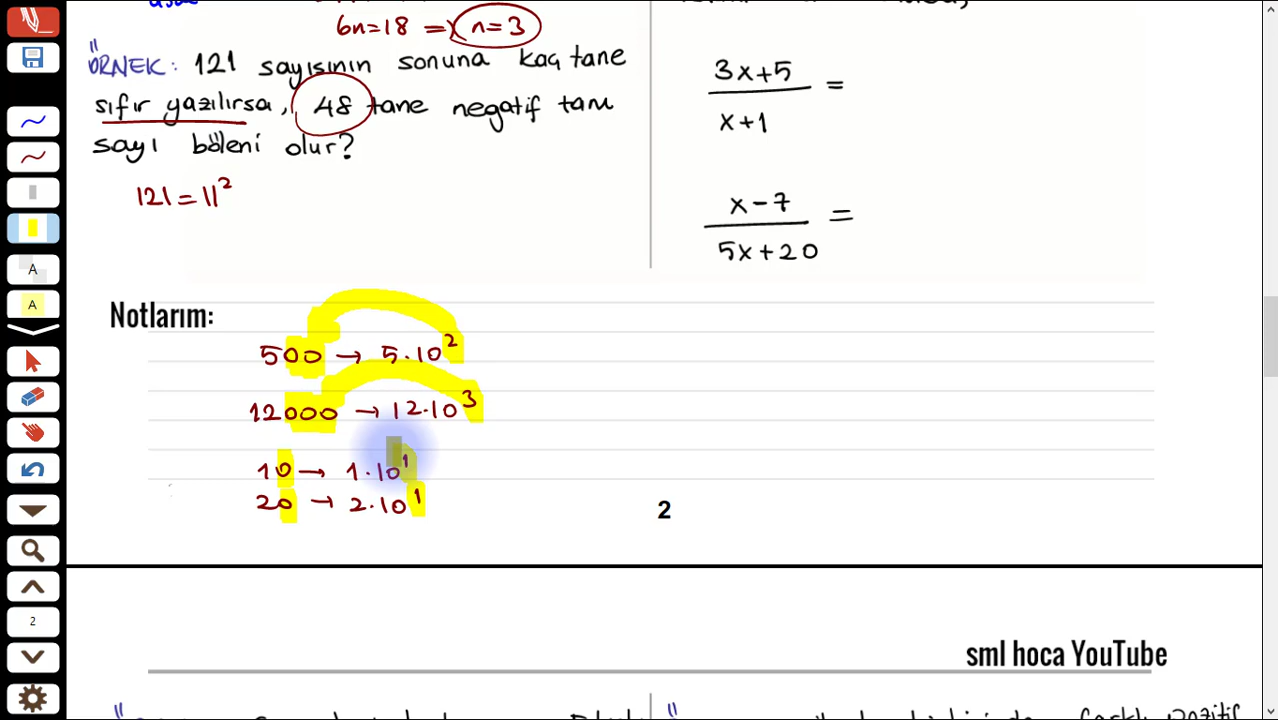 6n=18 => n=3
ÖRNEK: 121 sayısının sonuna kaç tane
sıfır yazılırsa, 48 tane negatif tam
sayı böleni olur?
121=11²
3x+5
x+1
=
x-7
5x+20
=
Notlarım:
500 → 5.10²
12000 → 12.10³
10 → 1.10¹
20 → 2.10¹
2
A
A
2
sml hoca YouTube